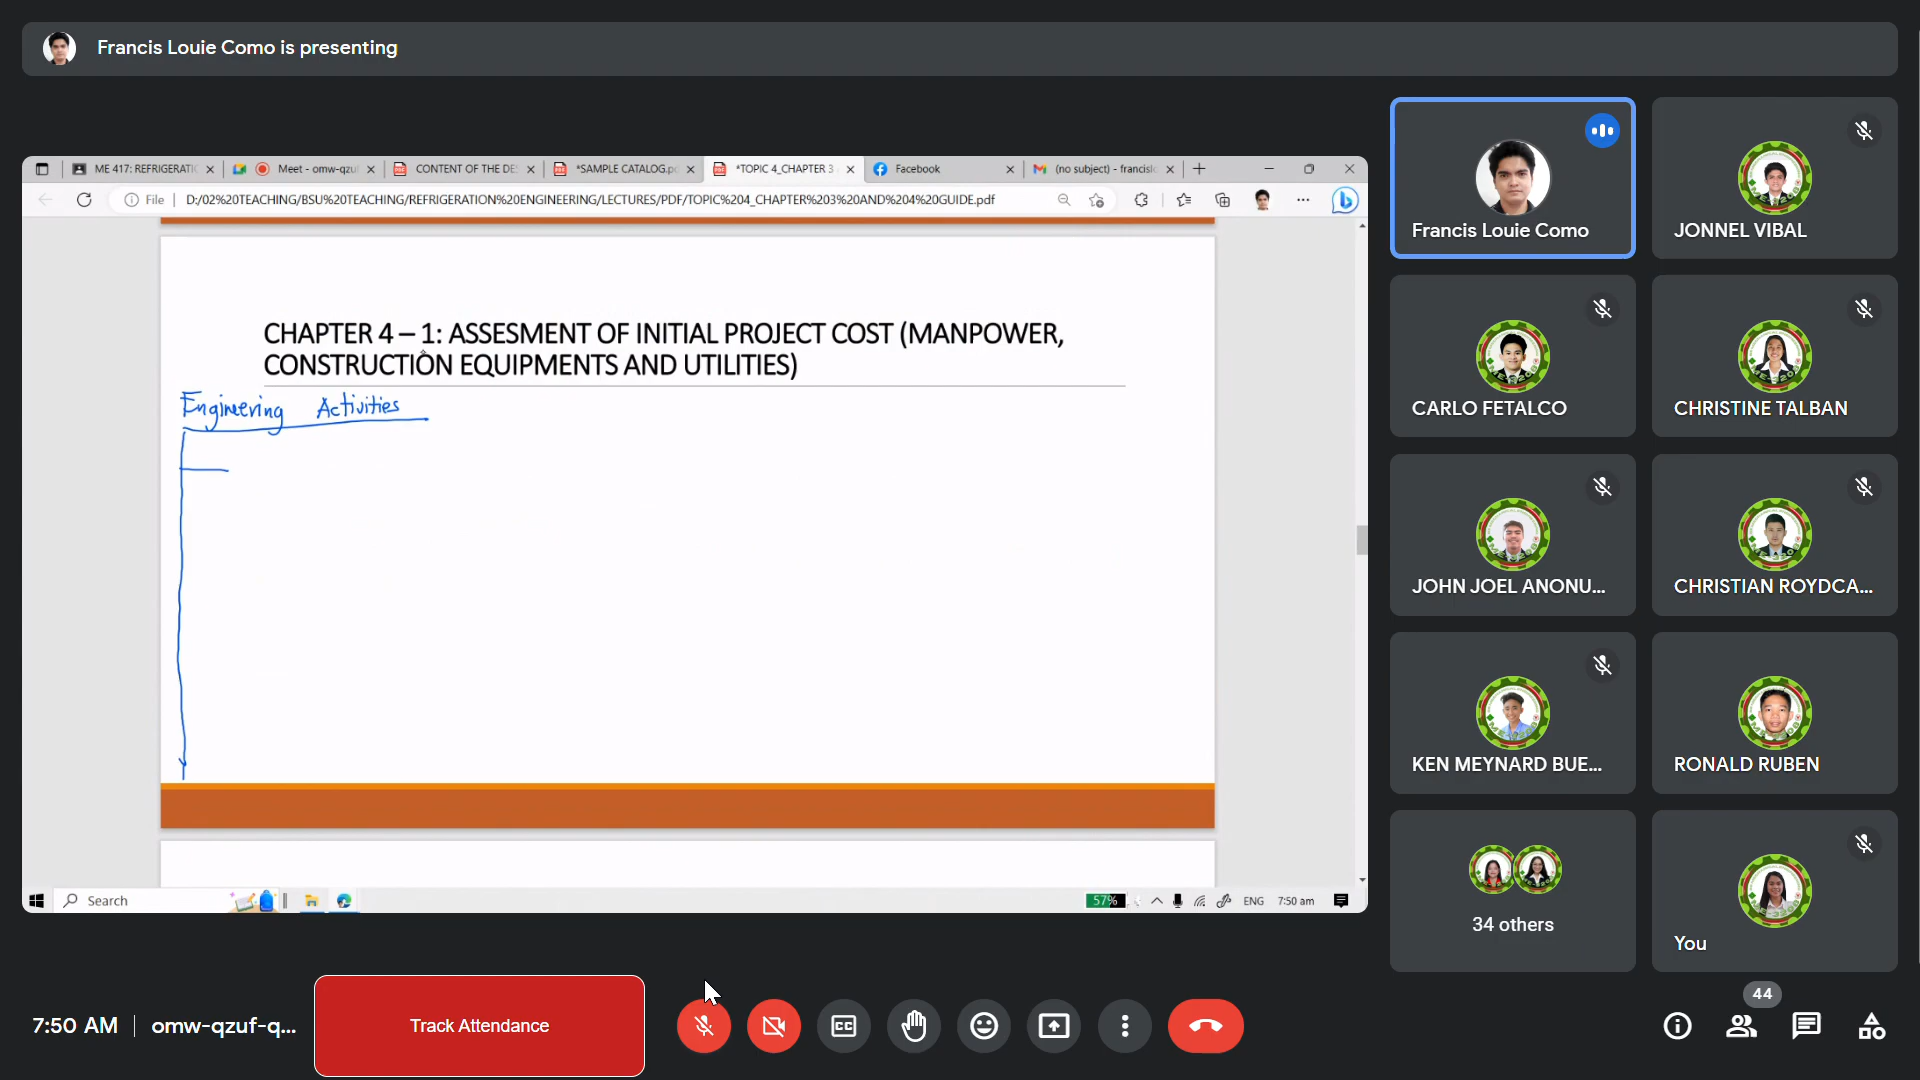 Francis Louie Como is presenting
ME 417: REFRIGERATIC
Meet - omw-qzuf
CONTENT OF THE DE
*SAMPLE CATALOG.pd
*TOPIC 4_CHAPTER 3
Facebook
(no subject) - francislo
File
D:/02%20TEACHING/BSU%20TEACHING/REFRIGERATION%20ENGINEERING/LECTURES/PDF/TOPIC%204_CHAPTER%203%20AND%204%20GUIDE.pdf
CHAPTER 4 – 1: ASSESMENT OF INITIAL PROJECT COST (MANPOWER,
CONSTRUCTION EQUIPMENTS AND UTILITIES)
Engineering Activities
Search
57%
ENG
7:50 am
Francis Louie Como
JONNEL VIBAL
CARLO FETALCO
CHRISTINE TALBAN
JOHN JOEL ANONU...
CHRISTIAN ROYDCA...
KEN MEYNARD BUE...
RONALD RUBEN
34 others
You
7:50 AM
omw-qzuf-q...
Track Attendance
44